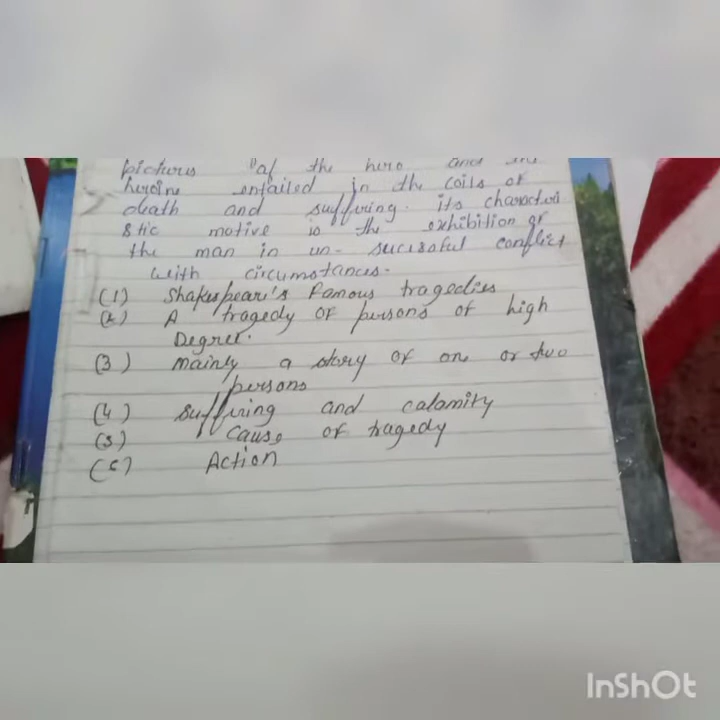 pictures "of the hero and the
heroine entailed in the coils of
death and suffering. its characteri
stic motive is the exhibition of
the man in un- sucessful conflict
with circumstances.
(1) Shakespeare's Famous tragedies
(2) A tragedy of persons of high
Degree.
(3) mainly a story of one or two
persons
(4) suffering and calamity
(5) Cause of tragedy
(6) Action
InShOt